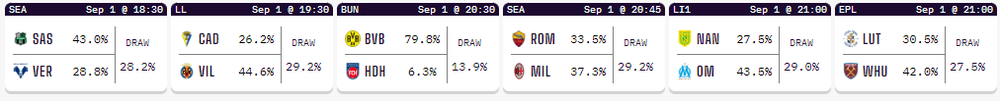 SEA Sep 1 @ 18:30
SAS 43.0% DRAW
VER 28.8% 28.2%
LL Sep 1 @ 19:30
CAD 26.2% DRAW
VIL 44.6% 29.2%
BUN Sep 1 @ 20:30
BVB 79.8% DRAW
HDH 6.3% 13.9%
SEA Sep 1 @ 20:45
ROM 33.5% DRAW
MIL 37.3% 29.2%
LI1 Sep 1 @ 21:00
NAN 27.5% DRAW
OM 43.5% 29.0%
EPL Sep 1 @ 21:00
LUT 30.5% DRAW
WHU 42.0% 27.5%